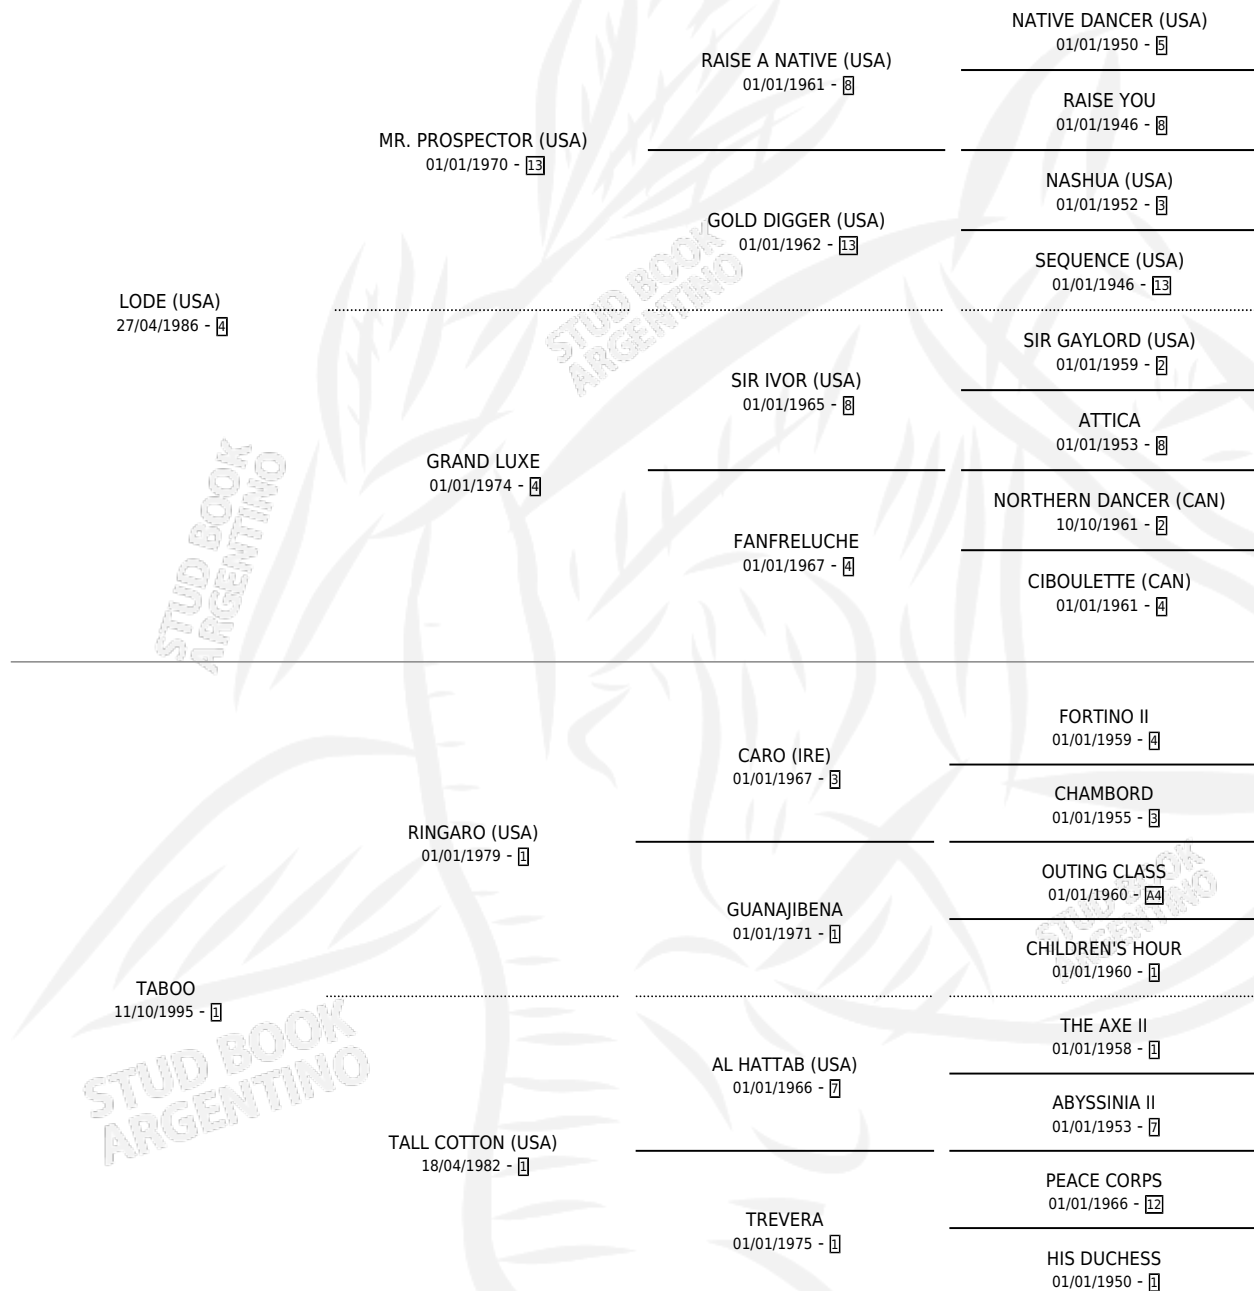 NATIVE DANCER (USA)
01/01/1950 - 5
RAISE A NATIVE (USA)
01/01/1961 - 8
RAISE YOU
01/01/1946 - 8
MR. PROSPECTOR (USA)
01/01/1970 - 13
NASHUA (USA)
01/01/1952 - 3
GOLD DIGGER (USA)
01/01/1962 - 13
SEQUENCE (USA)
01/01/1946 - 13
LODE (USA)
27/04/1986 - 4
SIR GAYLORD (USA)
01/01/1959 - 2
SIR IVOR (USA)
01/01/1965 - 8
ATTICA
01/01/1953 - 8
GRAND LUXE
01/01/1974 - 4
NORTHERN DANCER (CAN)
10/10/1961 - 2
FANFRELUCHE
01/01/1967 - 4
CIBOULETTE (CAN)
01/01/1961 - 4
FORTINO II
01/01/1959 - 4
CARO (IRE)
01/01/1967 - 3
CHAMBORD
01/01/1955 - 3
RINGARO (USA)
01/01/1979 - 1
OUTING CLASS
01/01/1960 - A4
GUANAJIBENA
01/01/1971 - 1
CHILDREN'S HOUR
01/01/1960 - 1
TABOO
11/10/1995 - 1
THE AXE II
01/01/1958 - 1
AL HATTAB (USA)
01/01/1966 - 7
ABYSSINIA II
01/01/1953 - 7
TALL COTTON (USA)
18/04/1982 - 1
PEACE CORPS
01/01/1966 - 12
TREVERA
01/01/1975 - 1
HIS DUCHESS
01/01/1950 - 1
STUD BOOK
ARGENTINO
STUD BOOK
ARGENTINO
STUD BOOK
ARGENTINO
STUD BOOK
ARGENTINO